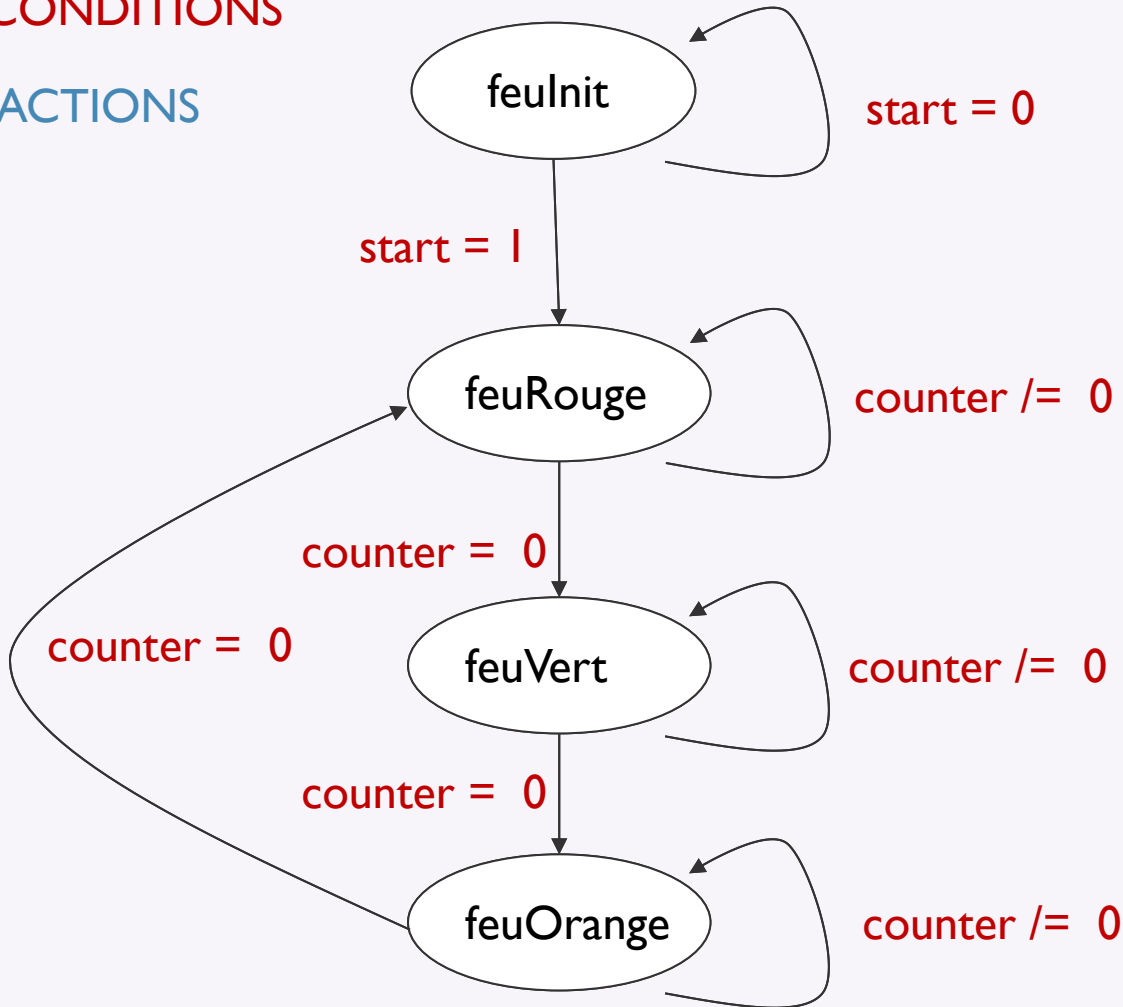 CONDITIONS
ACTIONS
feuInit
start = 0
start = 1
feuRouge
counter /= 0
counter = 0
counter = 0
feuVert
counter /= 0
counter = 0
feuOrange
counter /= 0